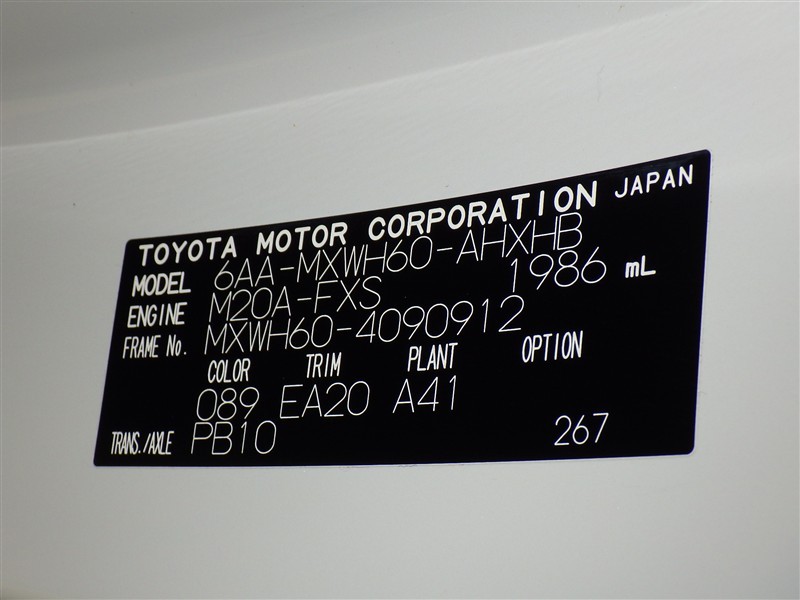 TOYOTA MOTOR CORPORATION JAPAN
MODEL 6AA-MXWH60-AHXHB
ENGINE M20A-FXS 1986 mL
FRAME No. MXWH60-4090912
COLOR TRIM PLANT OPTION
089 EA20 A41
TRANS./AXLE PB10 267